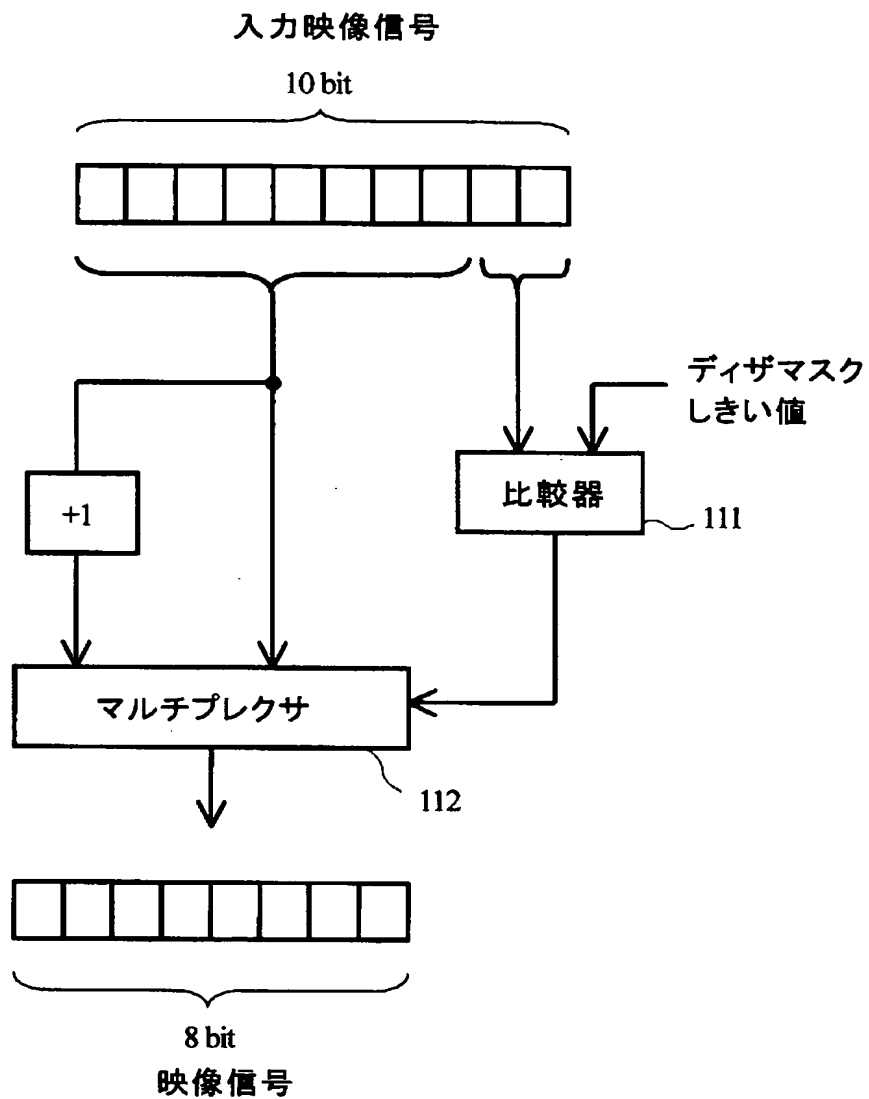 入力映像信号
10 bit
ディザマスク
しきい値
+1
比較器
111
マルチプレクサ
112
8 bit
映像信号